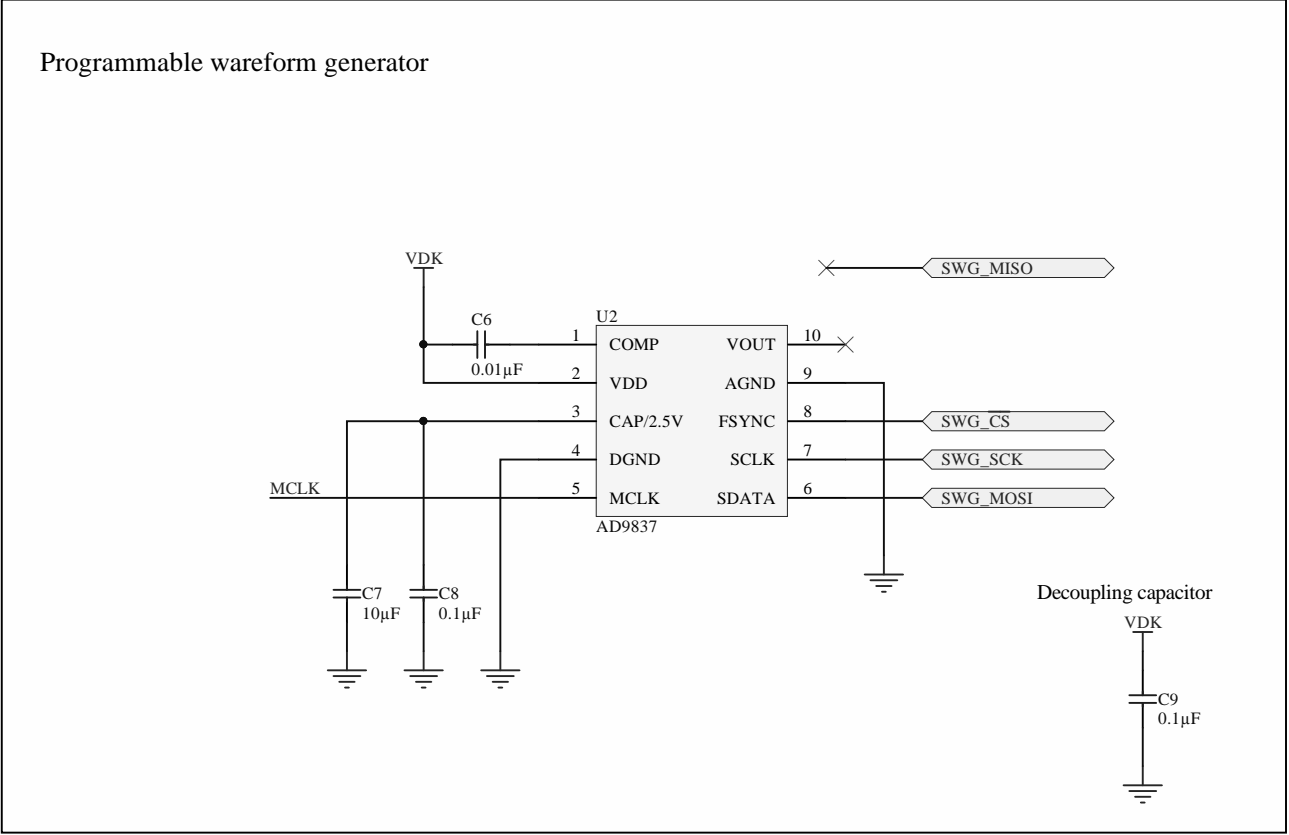 Programmable wareform generator
VDK
SWG_MISO
C6
0.01µF
U2
1 COMP VOUT 10
2 VDD AGND 9
3 CAP/2.5V FSYNC 8 SWG_C̅S̅
4 DGND SCLK 7 SWG_SCK
MCLK 5 MCLK SDATA 6 SWG_MOSI
AD9837
C7
10µF
C8
0.1µF
Decoupling capacitor
VDK
C9
0.1µF